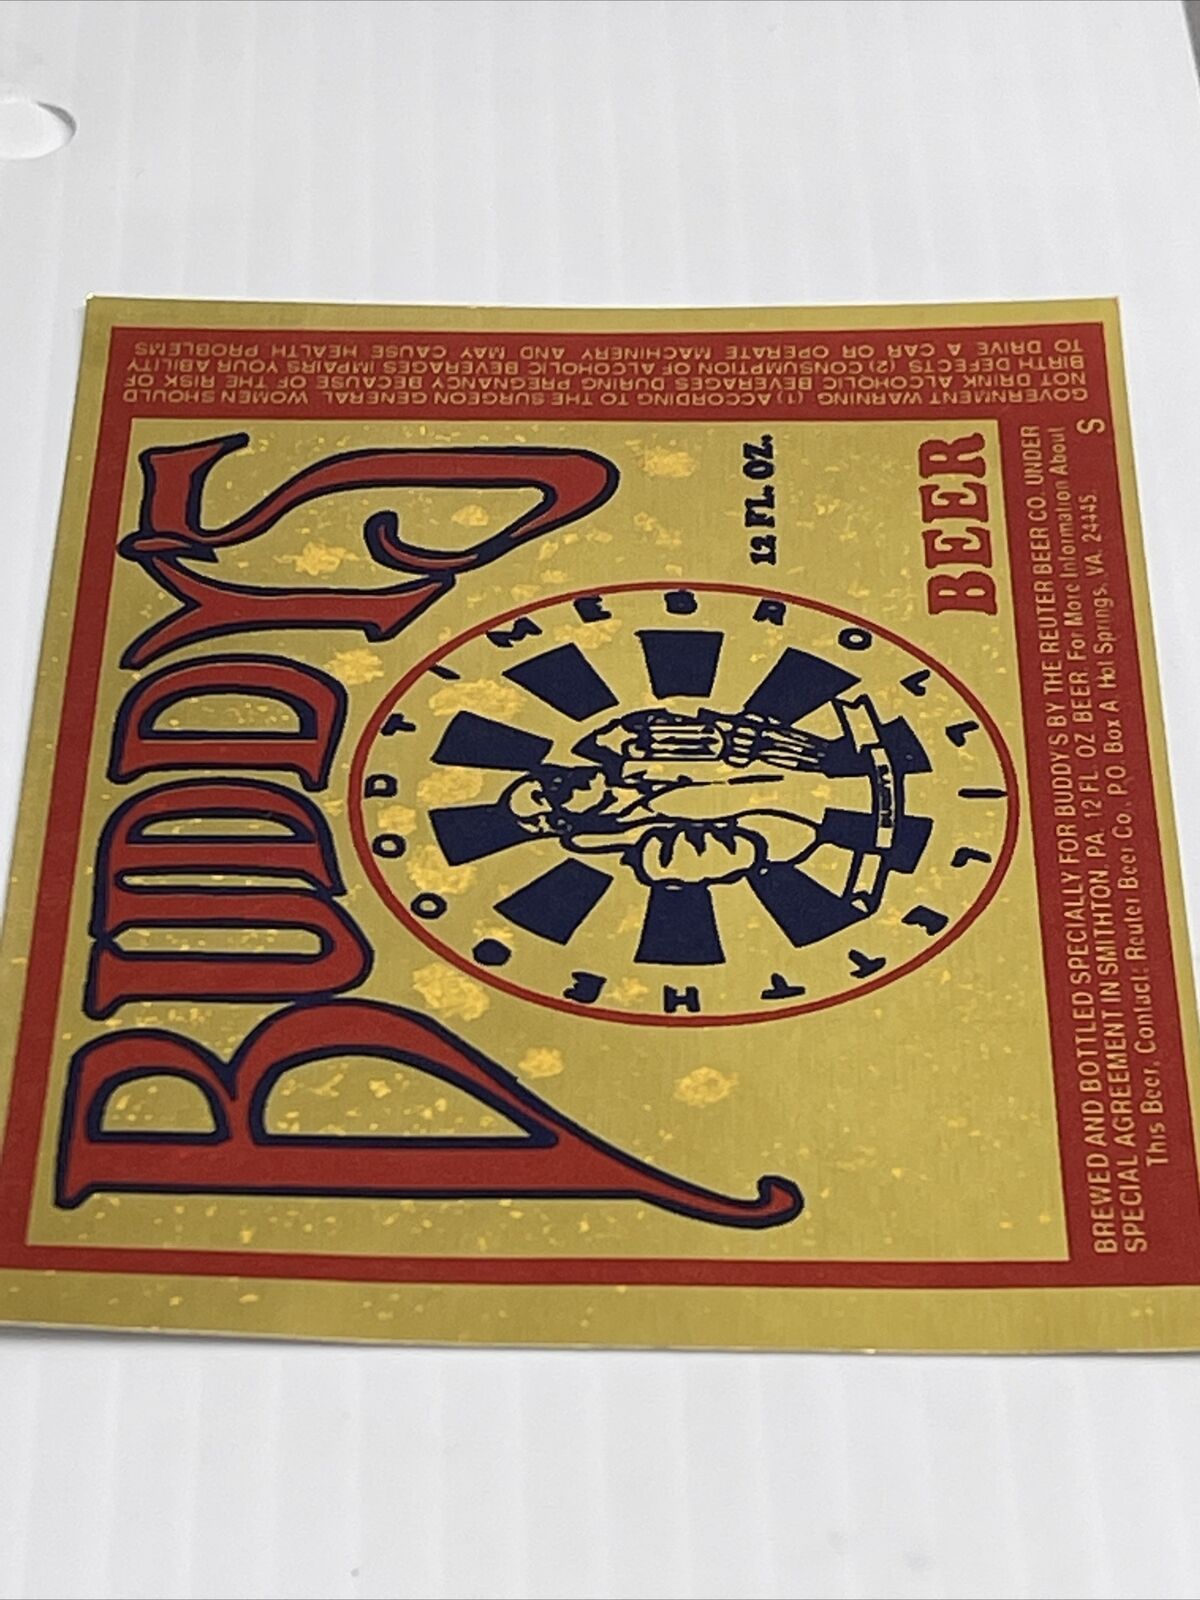 BUDDY'S
LET THE GOOD TIMES ROLL
12 FL. OZ.
BEER
BREWED AND BOTTLED SPECIALLY FOR BUDDY'S BY THE REUTER BEER CO. UNDER
SPECIAL AGREEMENT IN SMITHTON, PA. 12 FL. OZ BEER. For More Information About
This Beer, Contact: Reuter Beer Co., P.O. Box A, Hot Springs, VA. 24445.
S
GOVERNMENT WARNING (1) ACCORDING TO THE SURGEON GENERAL WOMEN SHOULD
NOT DRINK ALCOHOLIC BEVERAGES DURING PREGNANCY BECAUSE OF THE RISK OF
BIRTH DEFECTS (2) CONSUMPTION OF ALCOHOLIC BEVERAGES IMPAIRS YOUR ABILITY
TO DRIVE A CAR OR OPERATE MACHINERY AND MAY CAUSE HEALTH PROBLEMS